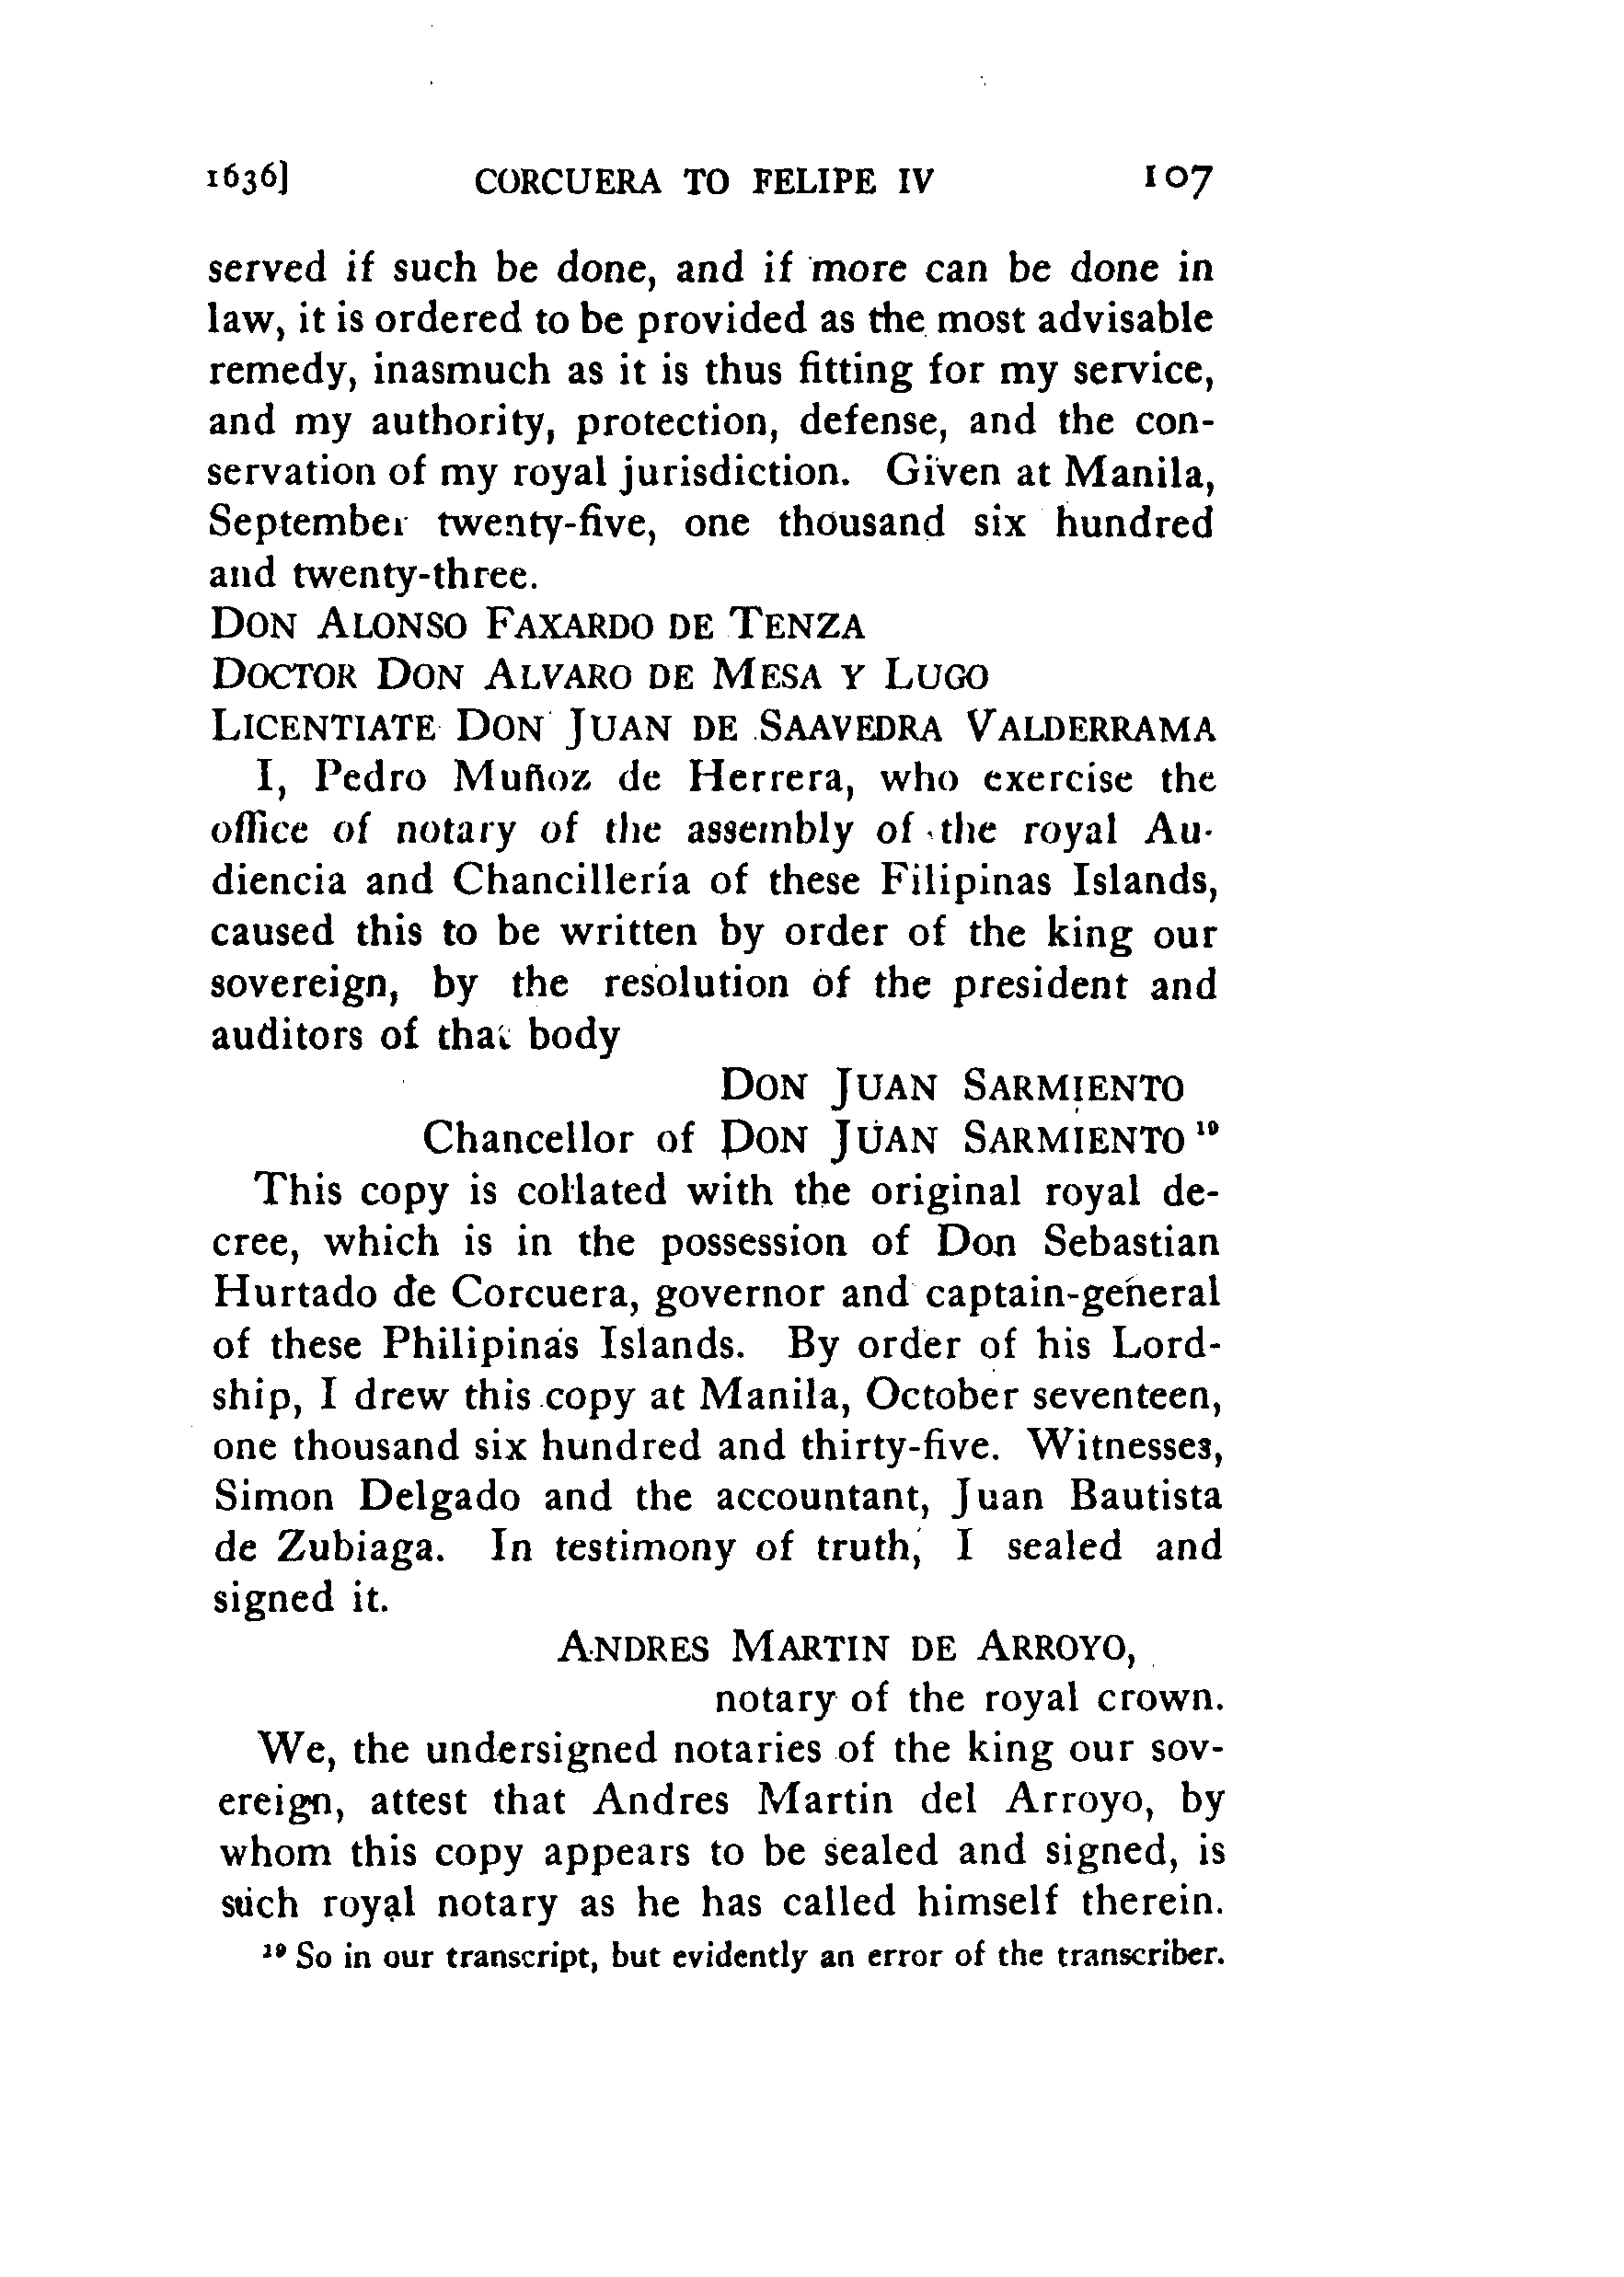 1636] CORCUERA TO FELIPE IV 107
served if such be done, and if more can be done in
law, it is ordered to be provided as the most advisable
remedy, inasmuch as it is thus fitting for my service,
and my authority, protection, defense, and the con-
servation of my royal jurisdiction. Given at Manila,
September twenty-five, one thousand six hundred
and twenty-three.
DON ALONSO FAXARDO DE TENZA
DOCTOR DON ALVARO DE MESA Y LUGO
LICENTIATE DON JUAN DE SAAVEDRA VALDERRAMA
I, Pedro Muñoz de Herrera, who exercise the
office of notary of the assembly of the royal Au-
diencia and Chancillería of these Filipinas Islands,
caused this to be written by order of the king our
sovereign, by the resolution of the president and
auditors of that body
DON JUAN SARMIENTO
Chancellor of DON JUAN SARMIENTO 19
This copy is collated with the original royal de-
cree, which is in the possession of Don Sebastian
Hurtado de Corcuera, governor and captain-general
of these Philipinas Islands. By order of his Lord-
ship, I drew this copy at Manila, October seventeen,
one thousand six hundred and thirty-five. Witnesses,
Simon Delgado and the accountant, Juan Bautista
de Zubiaga. In testimony of truth, I sealed and
signed it.
ANDRES MARTIN DE ARROYO,
notary of the royal crown.
We, the undersigned notaries of the king our sov-
ereign, attest that Andres Martin del Arroyo, by
whom this copy appears to be sealed and signed, is
such royal notary as he has called himself therein.
19 So in our transcript, but evidently an error of the transcriber.